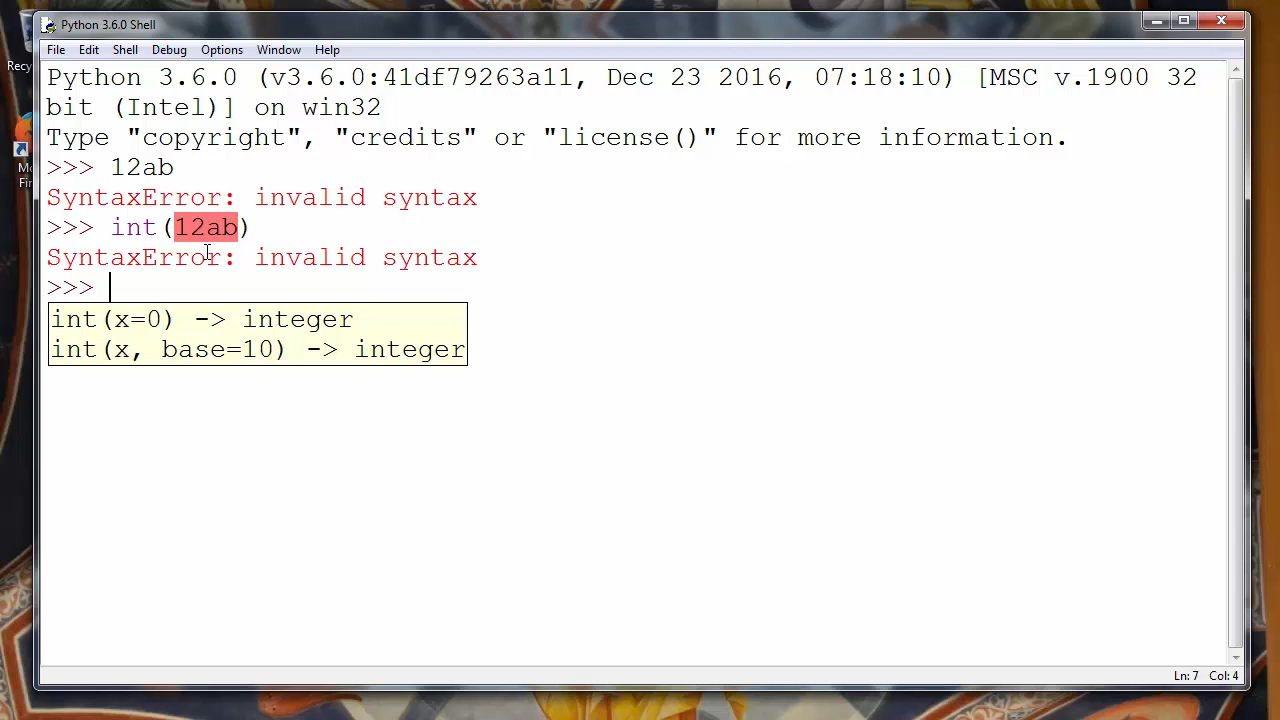 Python 3.6.0 Shell
File Edit Shell Debug Options Window Help
Recy
Python 3.6.0 (v3.6.0:41df79263a11, Dec 23 2016, 07:18:10) [MSC v.1900 32
bit (Intel)] on win32
Type "copyright", "credits" or "license()" for more information.
>>> 12ab
SyntaxError: invalid syntax
>>> int(12ab)
SyntaxError: invalid syntax
>>>
int(x=0) -> integer
int(x, base=10) -> integer
Mo
Fir
Ln: 7 Col: 4